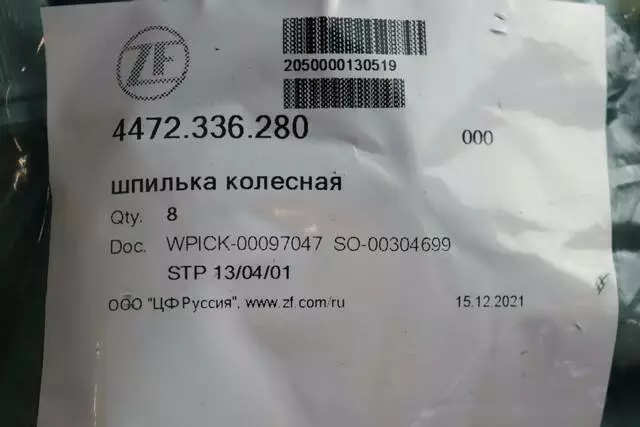 ZF
2050000130519
4472.336.280 000
шпилька колесная
Qty. 8
Doc. WPICK-00097047 SO-00304699
STP 13/04/01
ООО "ЦФ Руссия", www.zf.com/ru 15.12.2021